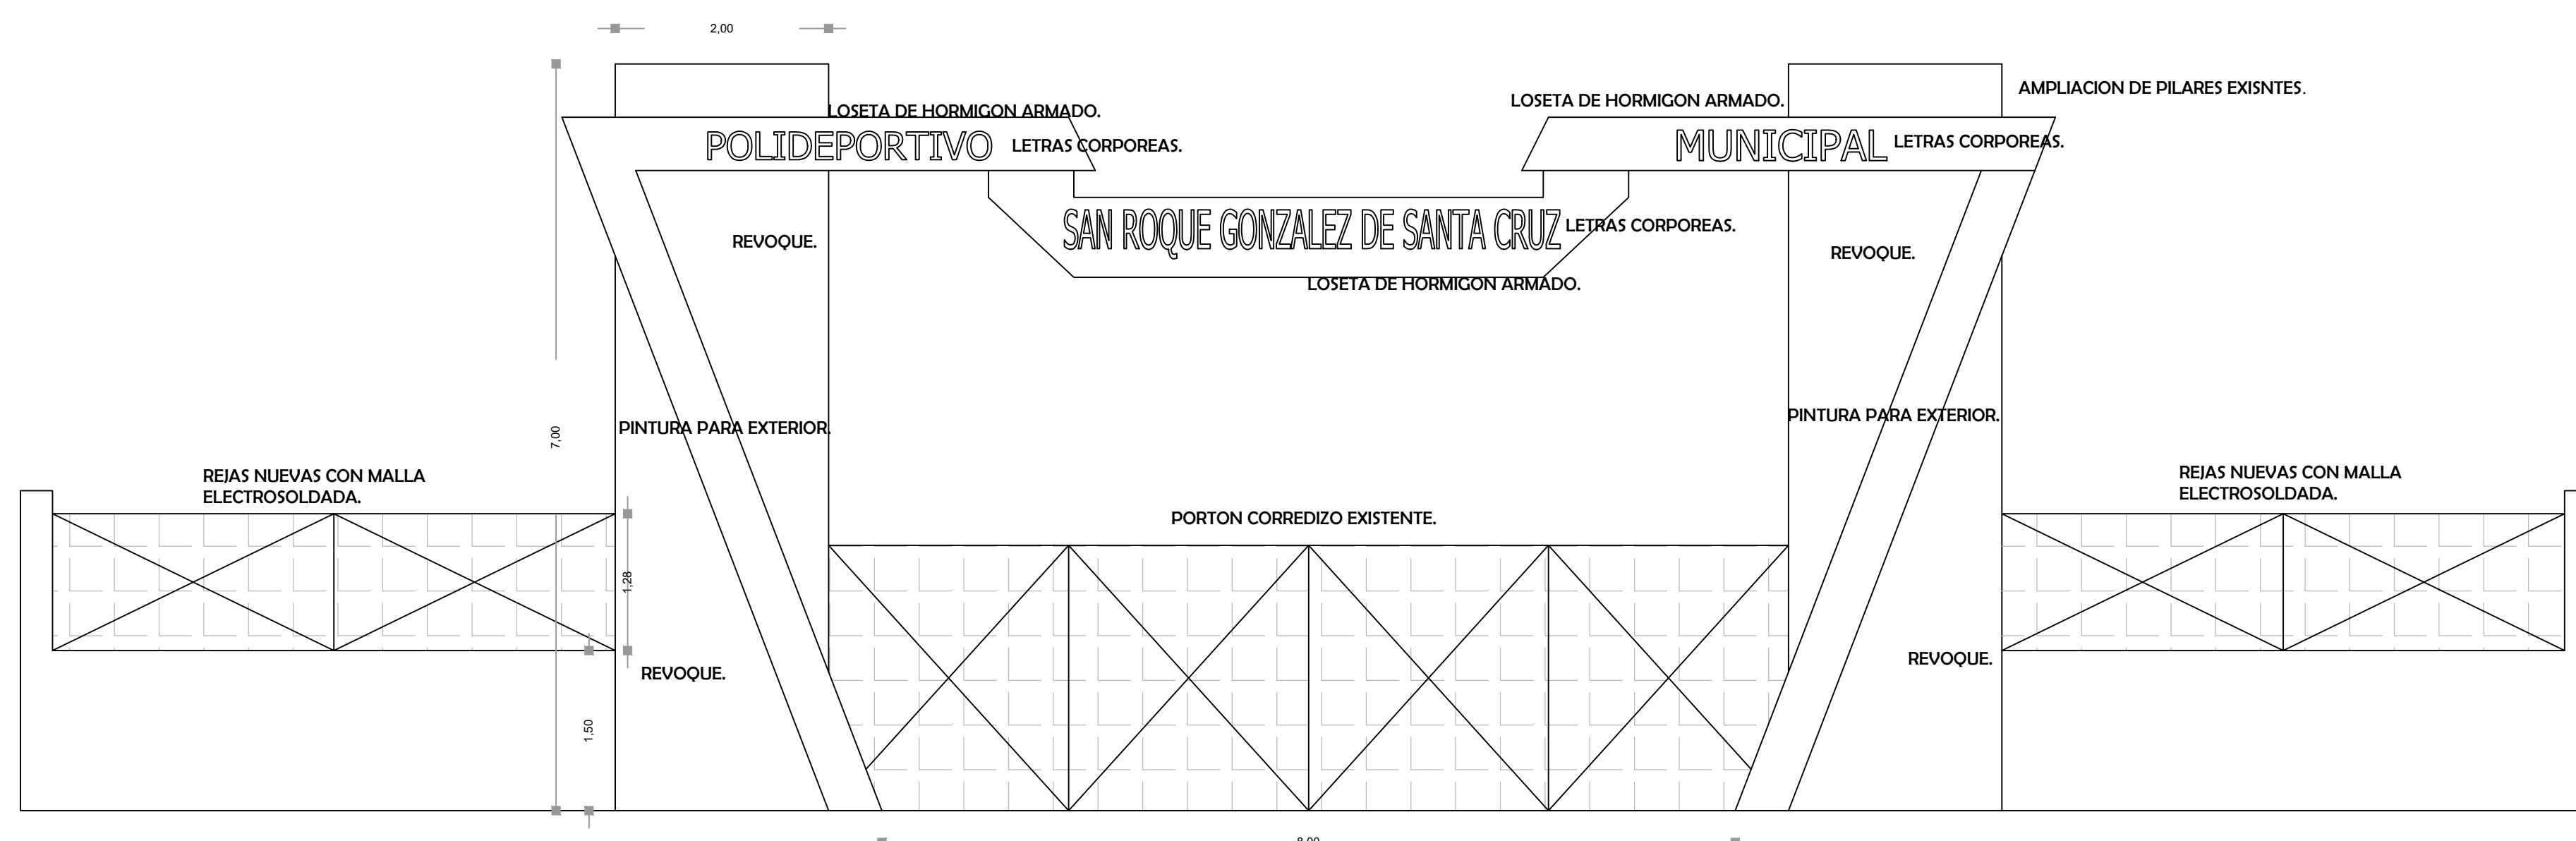 2,00
AMPLIACION DE PILARES EXISNTES.
LOSETA DE HORMIGON ARMADO.
LOSETA DE HORMIGON ARMADO.
POLIDEPORTIVO
LETRAS CORPOREAS.
MUNICIPAL
LETRAS CORPOREAS.
SAN ROQUE GONZALEZ DE SANTA CRUZ
LETRAS CORPOREAS.
REVOQUE.
REVOQUE.
LOSETA DE HORMIGON ARMADO.
PINTURA PARA EXTERIOR.
PINTURA PARA EXTERIOR.
7,00
REJAS NUEVAS CON MALLA
ELECTROSOLDADA.
REJAS NUEVAS CON MALLA
ELECTROSOLDADA.
PORTON CORREDIZO EXISTENTE.
1,28
REVOQUE.
REVOQUE.
1,50
8,00